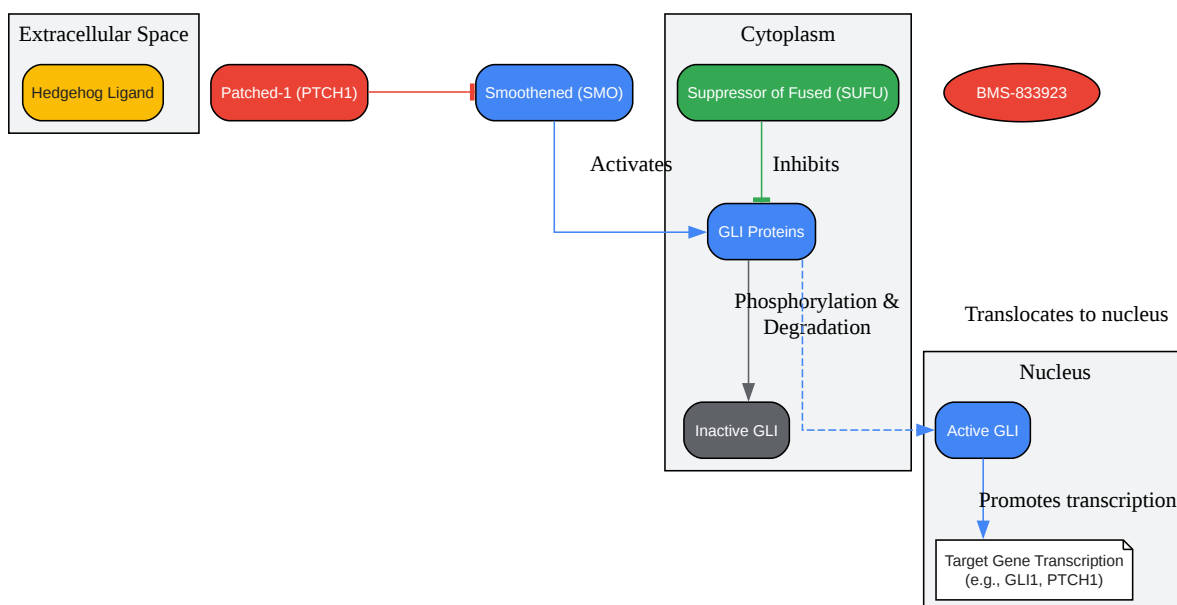 Extracellular Space
Hedgehog Ligand
Patched-1 (PTCH1)
Smoothened (SMO)
Cytoplasm
Suppressor of Fused (SUFU)
BMS-833923
Activates
Inhibits
GLI Proteins
Phosphorylation &
Degradation
Translocates to nucleus
Nucleus
Inactive GLI
Active GLI
Promotes transcription
Target Gene Transcription
(e.g., GLI1, PTCH1)